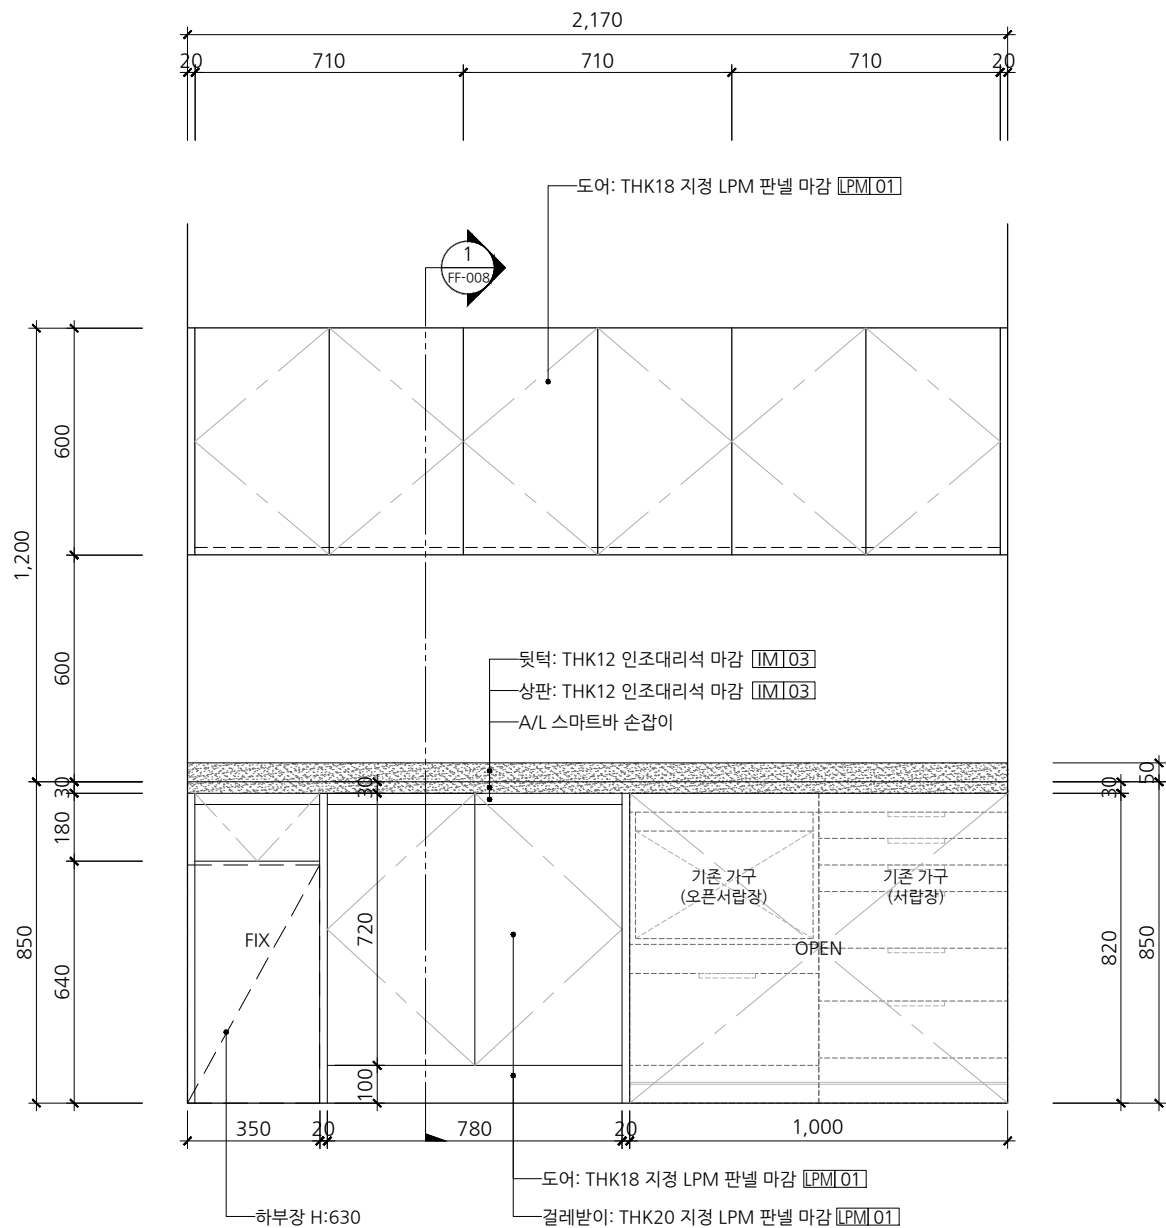 2,170
20 710 710 710 20
도어: THK18 지정 LPM 판넬 마감 LPM 01
1
FF-008
600
1,200
600
뒷턱: THK12 인조대리석 마감 IM 03
상판: THK12 인조대리석 마감 IM 03
A/L 스마트바 손잡이
30
30
30
50
180
기존 가구
(오픈서랍장)
기존 가구
(서랍장)
720
FIX
OPEN
850
640
820
850
100
350 20 780 20 1,000
도어: THK18 지정 LPM 판넬 마감 LPM 01
하부장 H:630
걸레받이: THK20 지정 LPM 판넬 마감 LPM 01